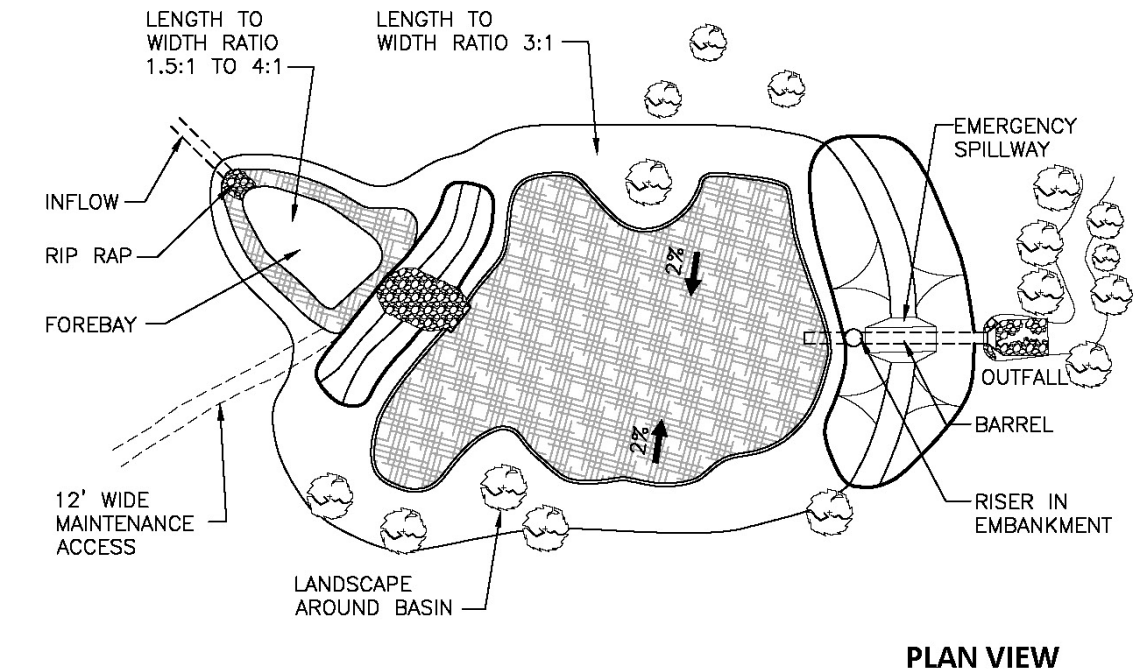 LENGTH TO
WIDTH RATIO
1.5:1 TO 4:1
LENGTH TO
WIDTH RATIO 3:1
EMERGENCY
SPILLWAY
INFLOW
RIP RAP
FOREBAY
2%
2%
OUTFALL
BARREL
RISER IN
EMBANKMENT
12' WIDE
MAINTENANCE
ACCESS
LANDSCAPE
AROUND BASIN
PLAN VIEW